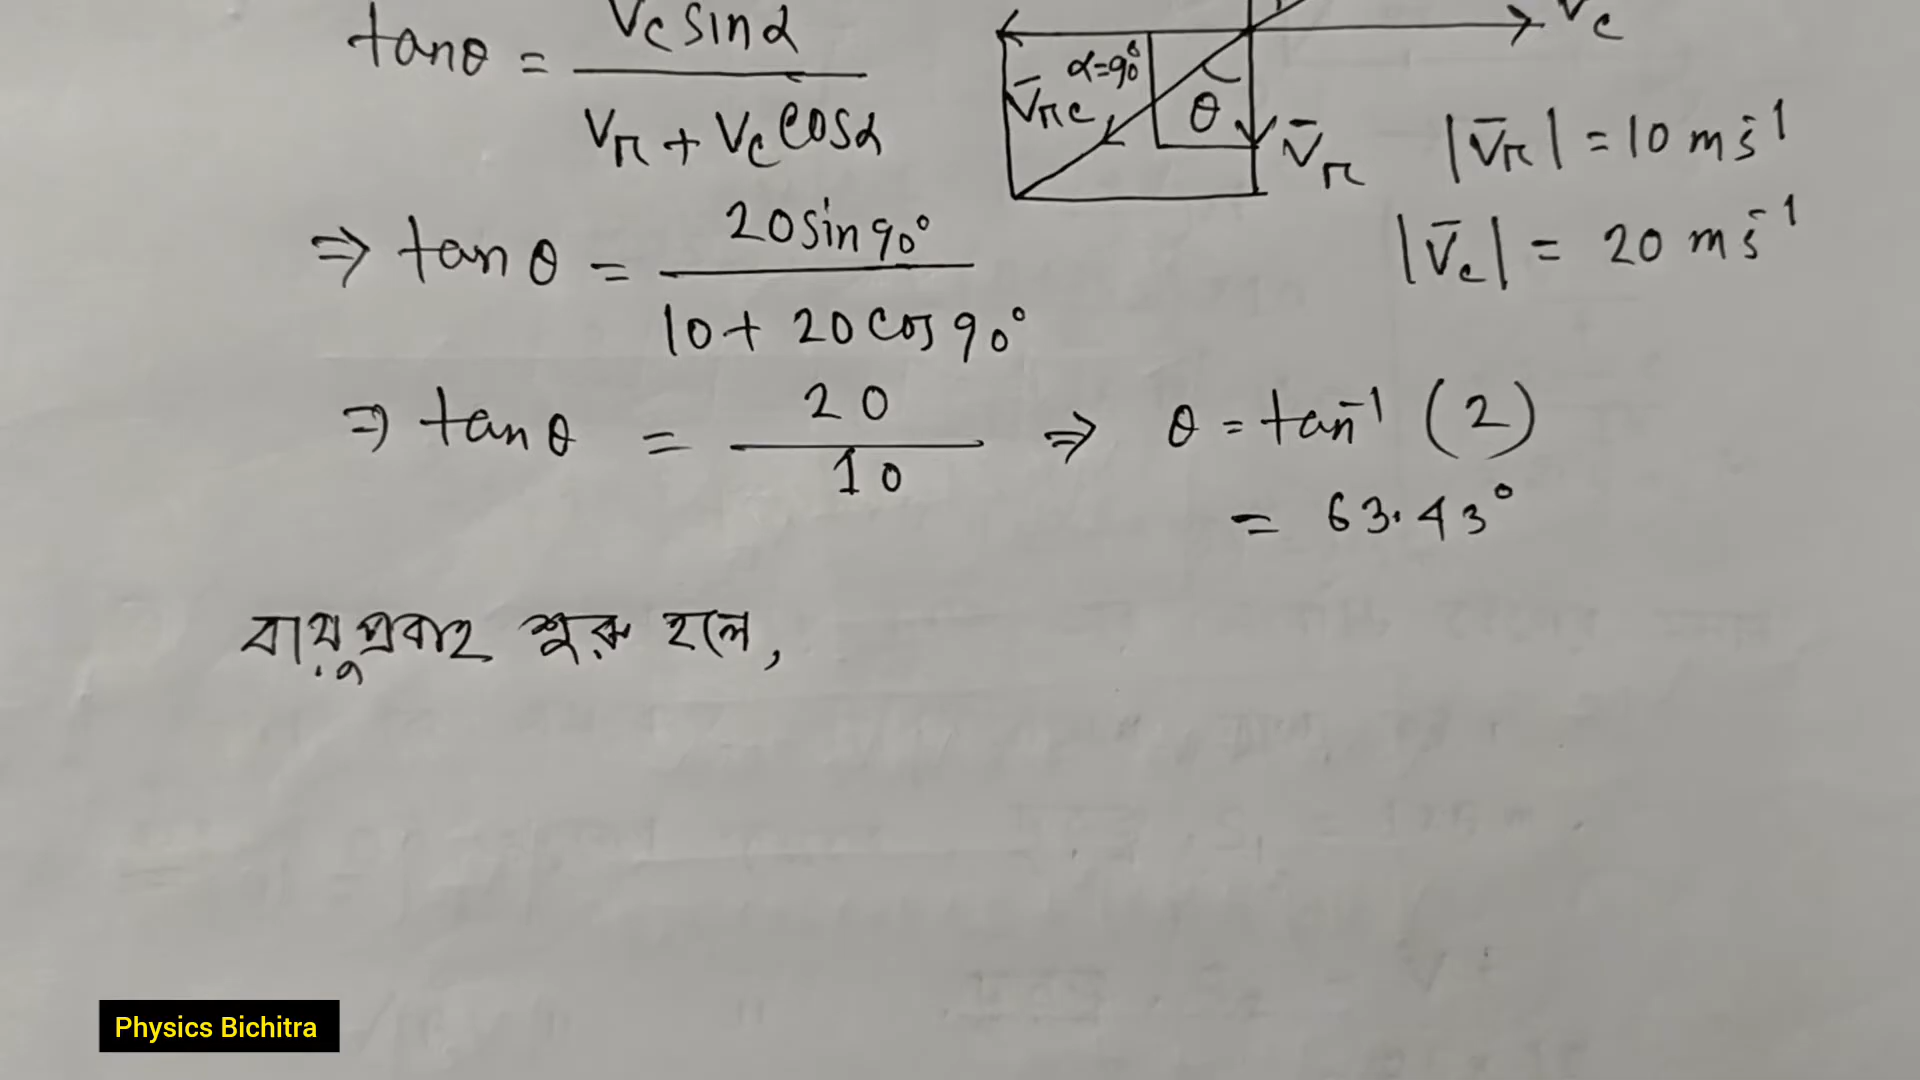 tanθ = Vc sinα / Vr + Vc cosα
Vc
α=90°
Vrc
θ
V̄r
|V̄r| = 10 ms⁻¹
⇒ tanθ = 20 sin90° / 10 + 20 cos90°
|V̄c| = 20 ms⁻¹
⇒ tanθ = 20 / 10 ⇒ θ = tan⁻¹ (2)
= 63.43°
বায়ুপ্রবাহ শুরু হলে,
Physics Bichitra